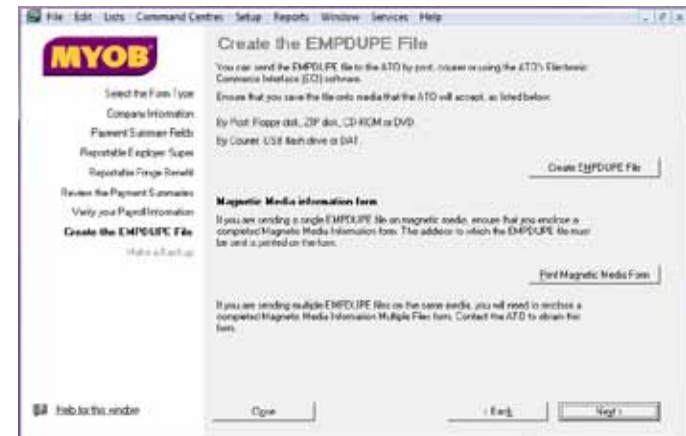 File Edit Lists Command Centres Setup Reports Window Services Help
MYOB
Create the EMPDUPE File
You can send the EMPDUPE file to the ATO by post, courier or using the ATO's Electronic
Commerce Interface (ECI) software.
Select the Form Type
Ensure that you save the file onto media that the ATO will accept, as listed below:
Company Information
Payment Summary Fields
By Post: Floppy disk, ZIP disk, CD-ROM or DVD.
Reportable Employer Super
By Courier: USB flash drive or DAT.
Reportable Fringe Benefit
Create EMPDUPE File
Review the Payment Summaries
Magnetic Media information form
Verify your Payroll Information
If you are sending a single EMPDUPE file on magnetic media, ensure that you enclose a
completed Magnetic Media Information form. The address to which the EMPDUPE file must
be sent is printed on the form.
Create the EMPDUPE File
Make a Backup
Print Magnetic Media Form
If you are sending multiple EMPDUPE files on the same media, you will need to enclose a
completed Magnetic Media Information Multiple Files form. Contact the ATO to obtain this
form.
Help for this window
Close
< Back
Next >